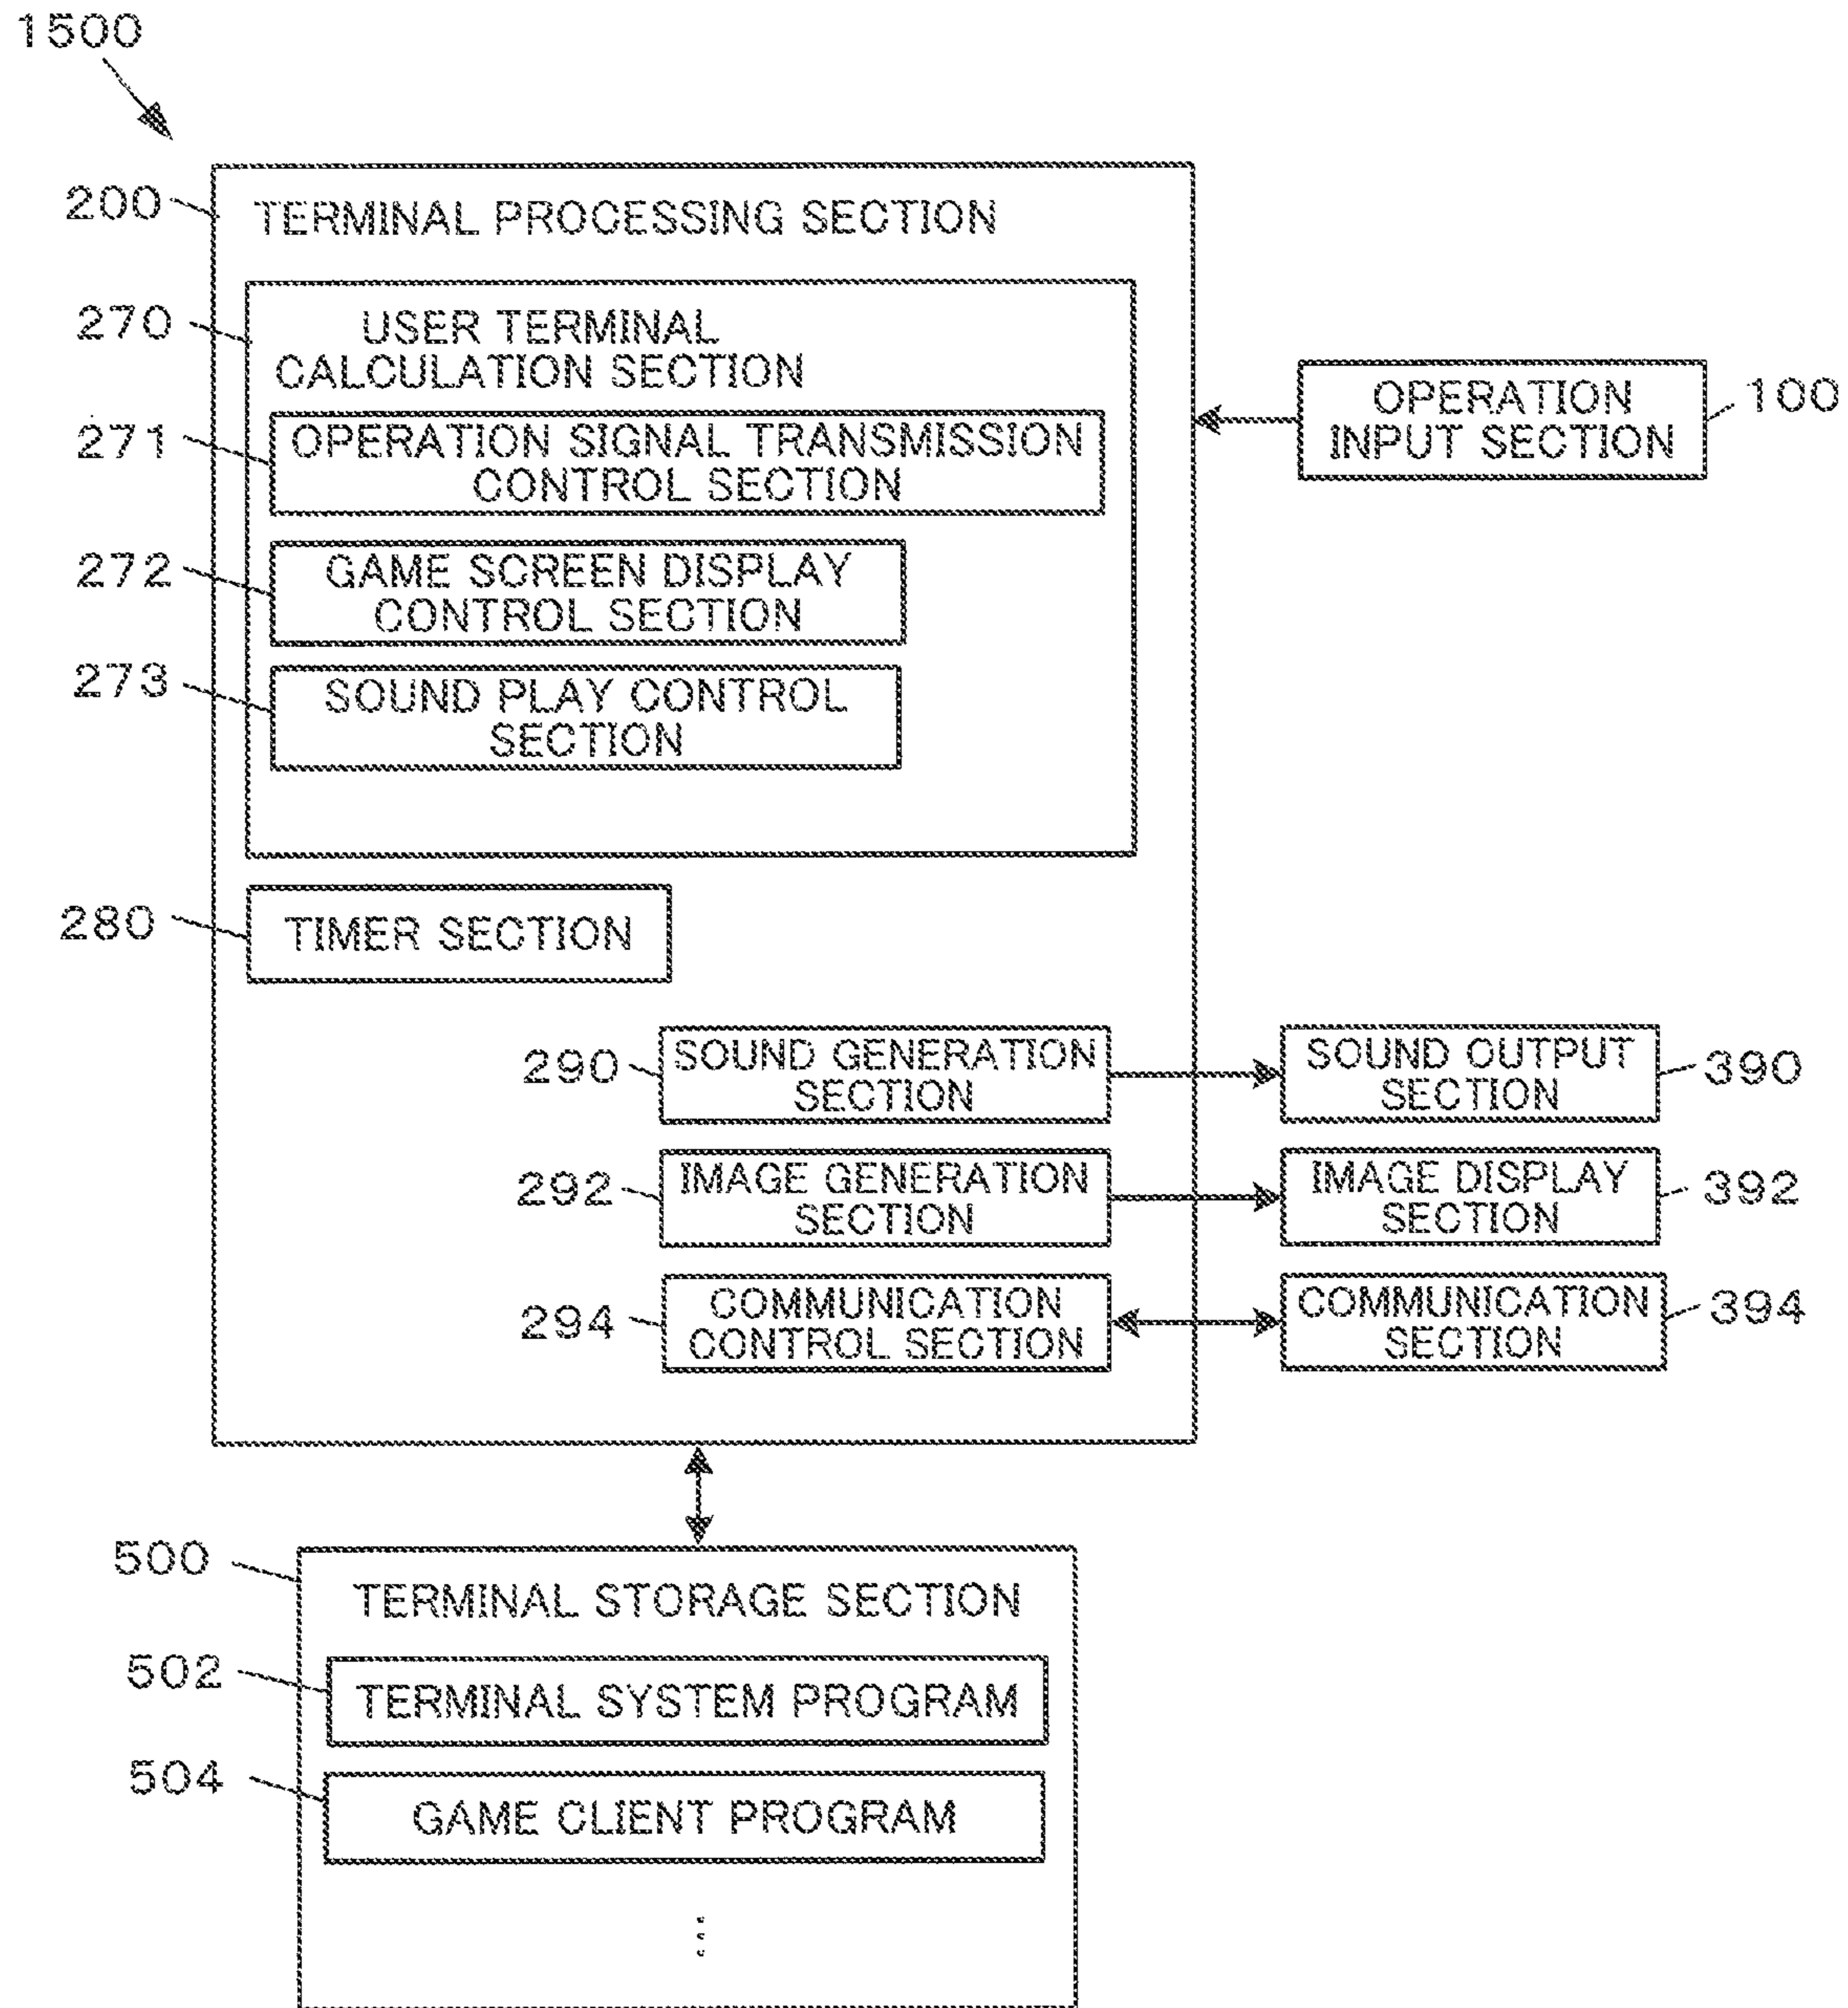 1500
200
TERMINAL PROCESSING SECTION
270
USER TERMINAL
CALCULATION SECTION
271
OPERATION SIGNAL TRANSMISSION
CONTROL SECTION
OPERATION
INPUT SECTION
100
272
GAME SCREEN DISPLAY
CONTROL SECTION
273
SOUND PLAY CONTROL
SECTION
280
TIMER SECTION
290
SOUND GENERATION
SECTION
SOUND OUTPUT
SECTION
390
292
IMAGE GENERATION
SECTION
IMAGE DISPLAY
SECTION
392
294
COMMUNICATION
CONTROL SECTION
COMMUNICATION
SECTION
394
500
TERMINAL STORAGE SECTION
502
TERMINAL SYSTEM PROGRAM
504
GAME CLIENT PROGRAM